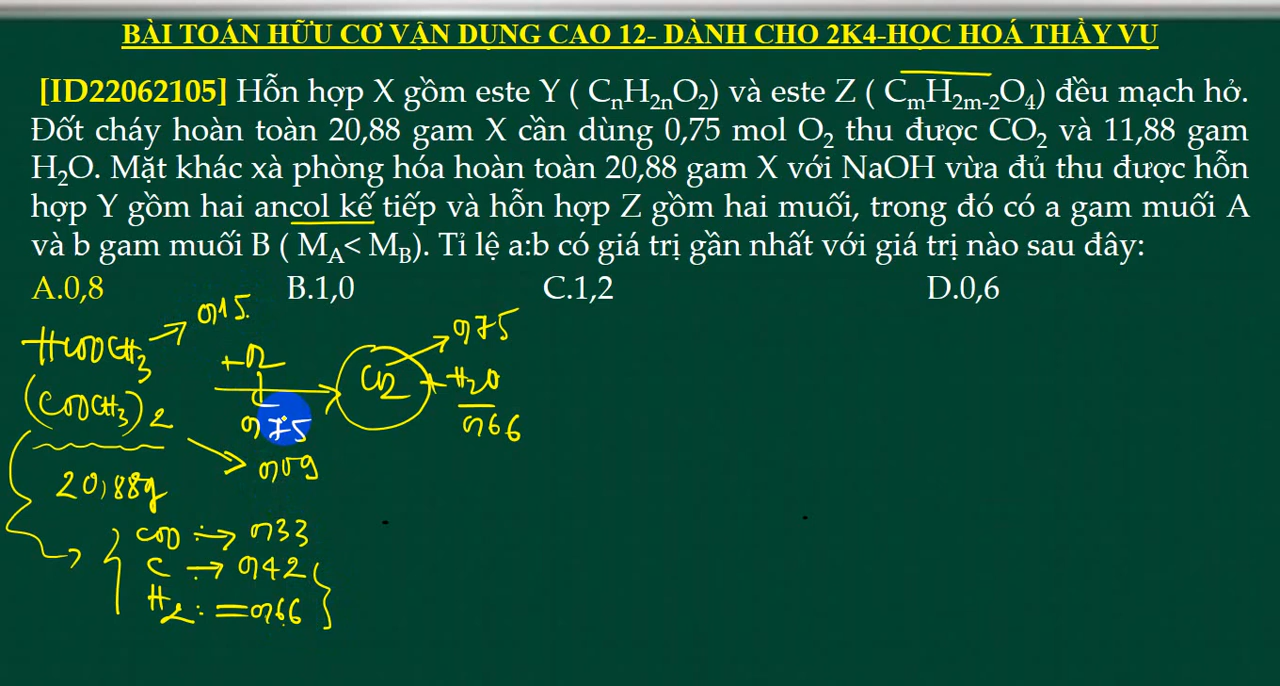 BÀI TOÁN HỮU CƠ VẬN DỤNG CAO 12- DÀNH CHO 2K4-HỌC HOÁ THẦY VỤ
[ID22062105] Hỗn hợp X gồm este Y ( CₙH₂ₙO₂) và este Z ( CₘH₂ₘ₋₂O₄) đều mạch hở.
Đốt cháy hoàn toàn 20,88 gam X cần dùng 0,75 mol O₂ thu được CO₂ và 11,88 gam
H₂O. Mặt khác xà phòng hóa hoàn toàn 20,88 gam X với NaOH vừa đủ thu được hỗn
hợp Y gồm hai ancol kế tiếp và hỗn hợp Z gồm hai muối, trong đó có a gam muối A
và b gam muối B ( M_A< M_B). Tỉ lệ a:b có giá trị gần nhất với giá trị nào sau đây:
A.0,8 B.1,0 C.1,2 D.0,6
HCOOCH₃ → 0,15
(COOCH₃)₂ → 0,09
20,88g
+O₂
0,75
CO₂ → 0,75
+ H₂O
0,66
COO : → 0,33
C : → 0,42
H₂ : = 0,66